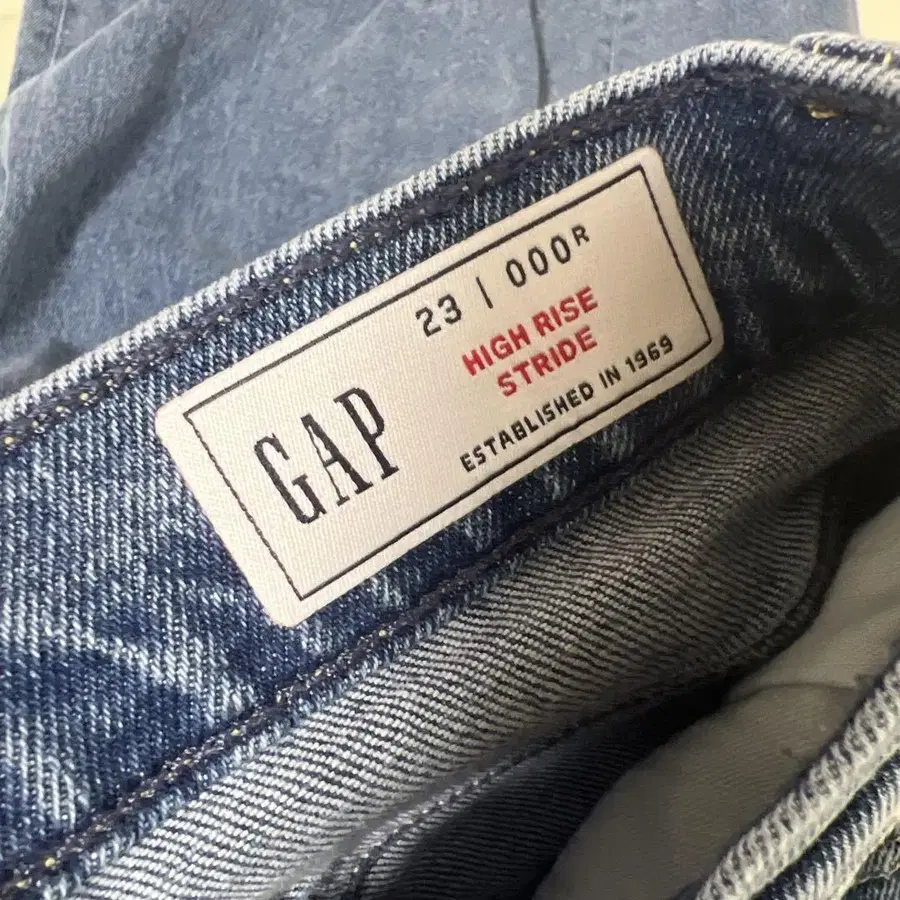 GAP
23 | 000R
HIGH RISE
STRIDE
ESTABLISHED IN 1969